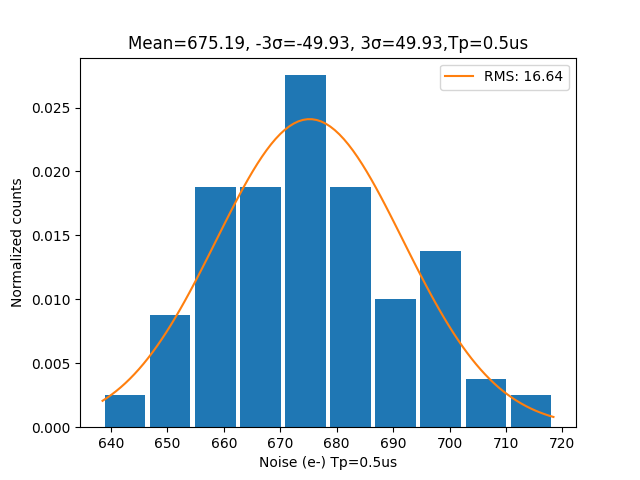 Mean=675.19, -3σ=-49.93, 3σ=49.93,Tp=0.5us
RMS: 16.64
Normalized counts
0.025
0.020
0.015
0.010
0.005
0.000
640 650 660 670 680 690 700 710 720
Noise (e-) Tp=0.5us